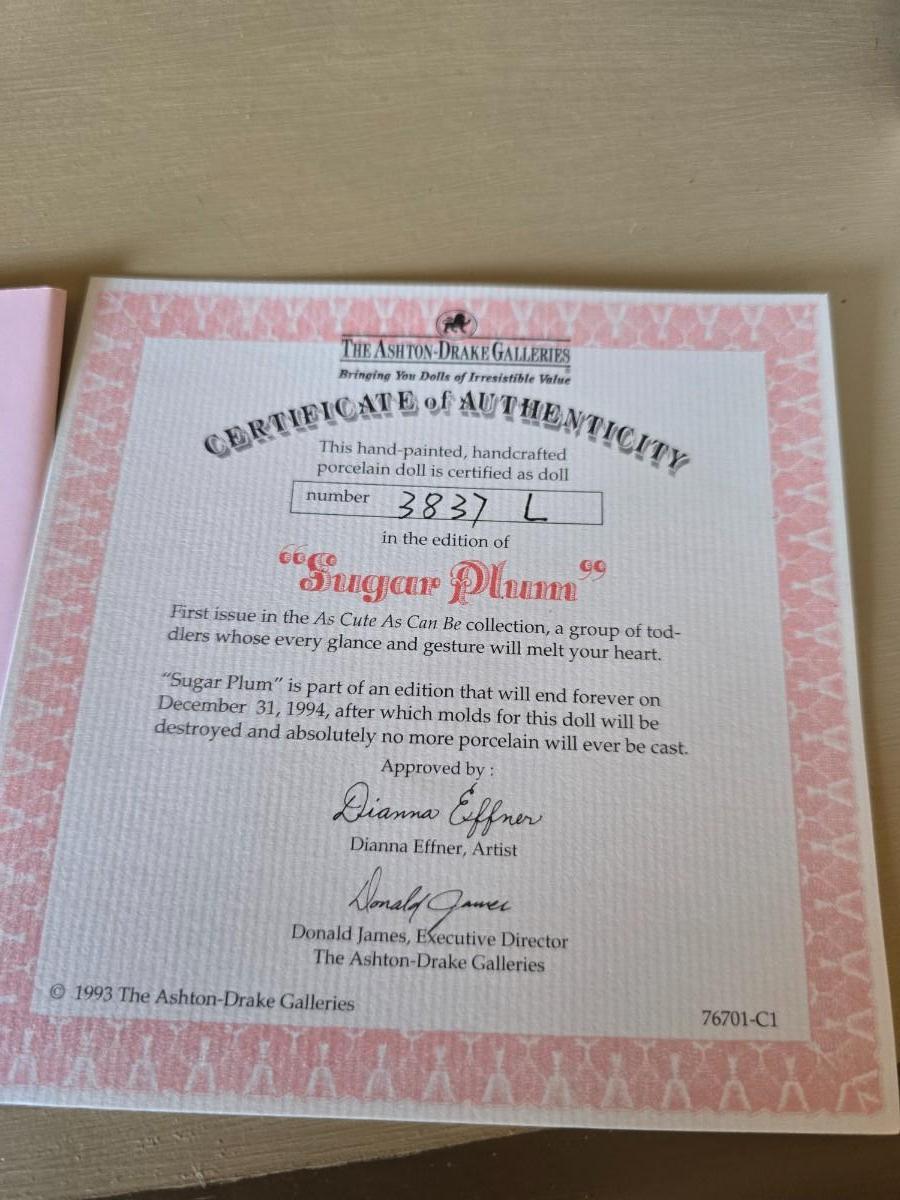 THE ASHTON-DRAKE GALLERIES
Bringing You Dolls of Irresistible Value
CERTIFICATE of AUTHENTICITY
This hand-painted, handcrafted
porcelain doll is certified as doll
number 3837 L
in the edition of
“Sugar Plum”
First issue in the As Cute As Can Be collection, a group of tod-
dlers whose every glance and gesture will melt your heart.
“Sugar Plum” is part of an edition that will end forever on
December 31, 1994, after which molds for this doll will be
destroyed and absolutely no more porcelain will ever be cast.
Approved by :
Dianna Effner
Dianna Effner, Artist
Donald James
Donald James, Executive Director
The Ashton-Drake Galleries
© 1993 The Ashton-Drake Galleries
76701-C1